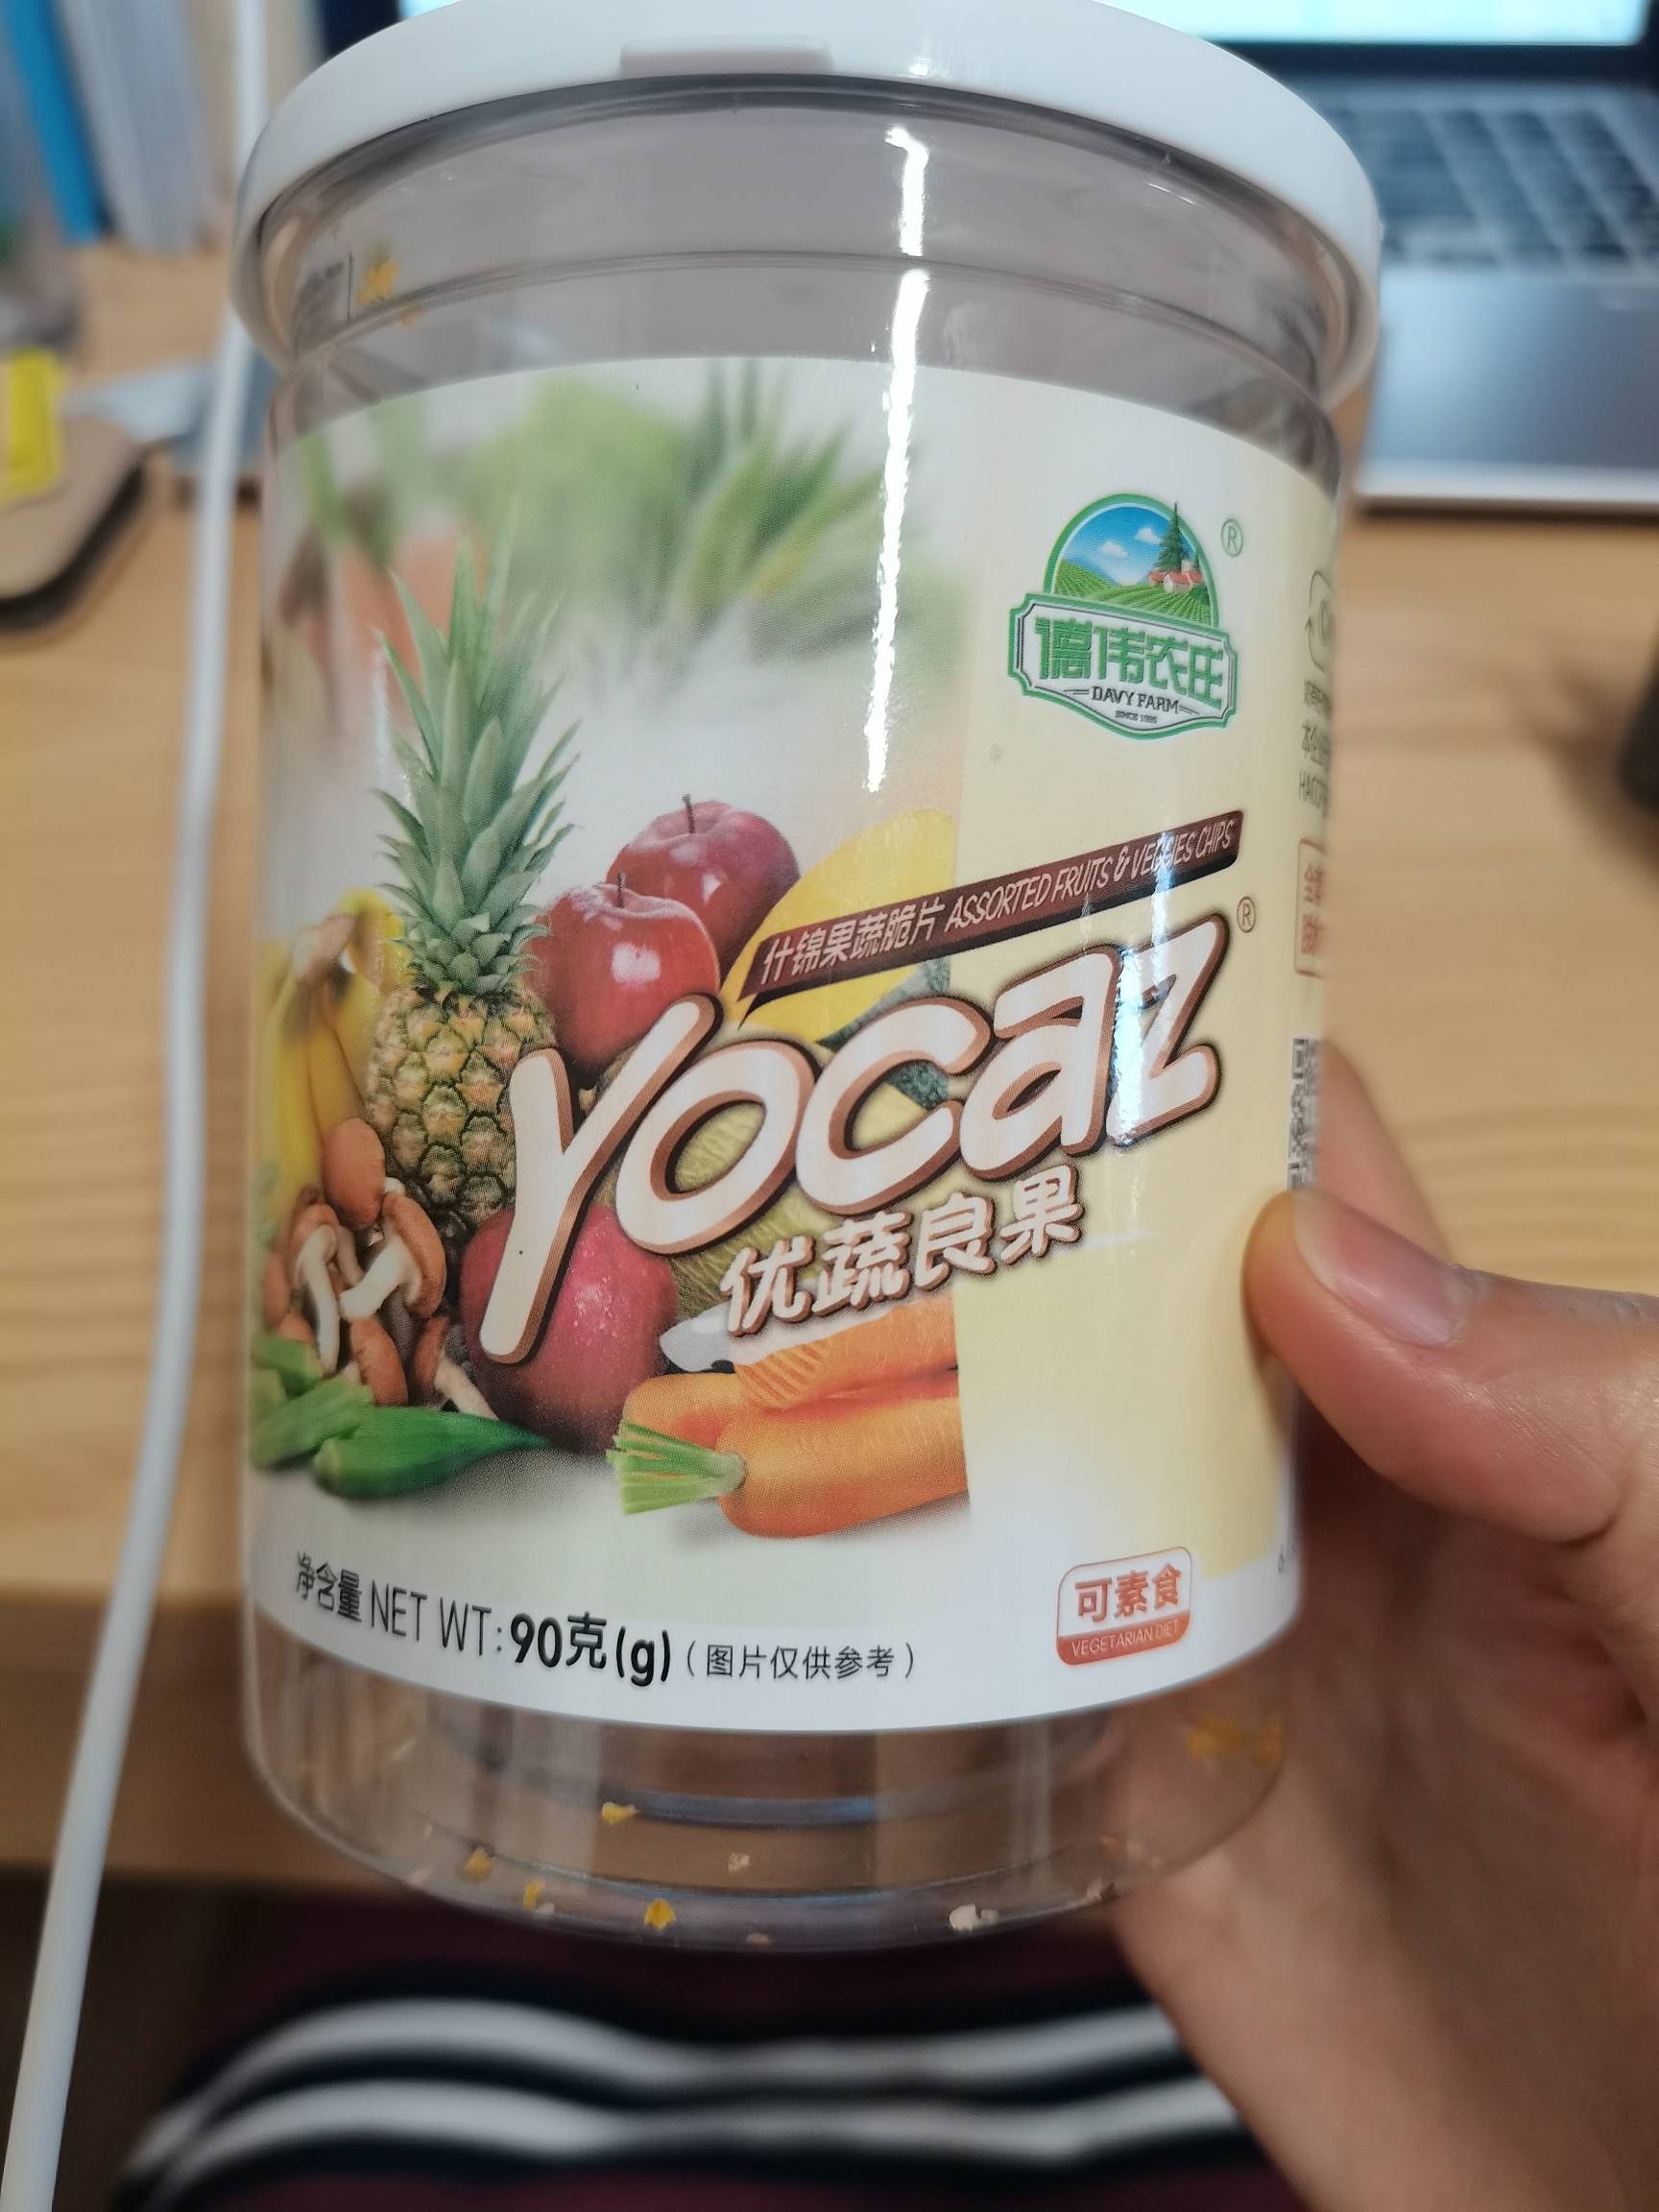 ®
德伟农庄
DAVY FARM
SINCE 1995
什锦果蔬脆片 ASSORTED FRUITS & VEGGIES CHIPS
yocaz®
优蔬良果
净含量 NET WT: 90克(g) (图片仅供参考)
可素食
VEGETARIAN DIET